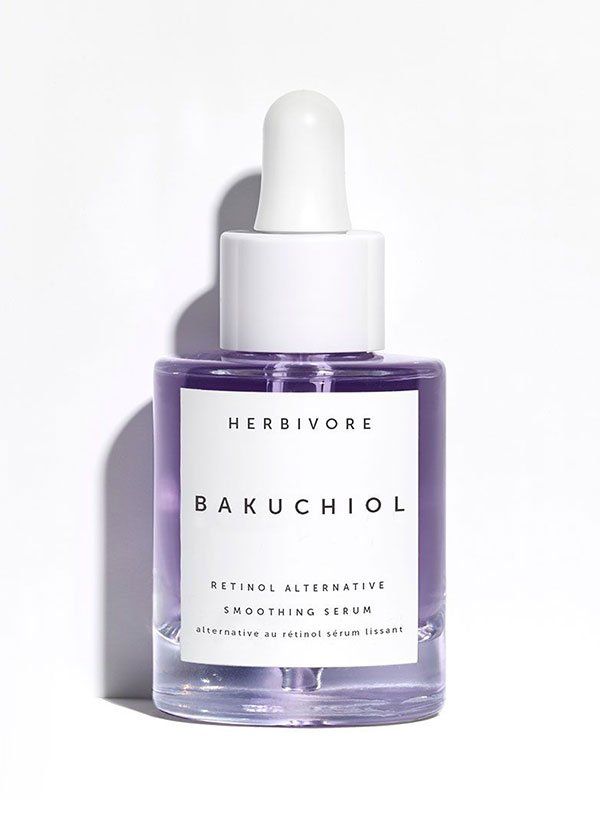 HERBIVORE
BAKUCHIOL
RETINOL ALTERNATIVE
SMOOTHING SERUM
alternative au rétinol sérum lissant